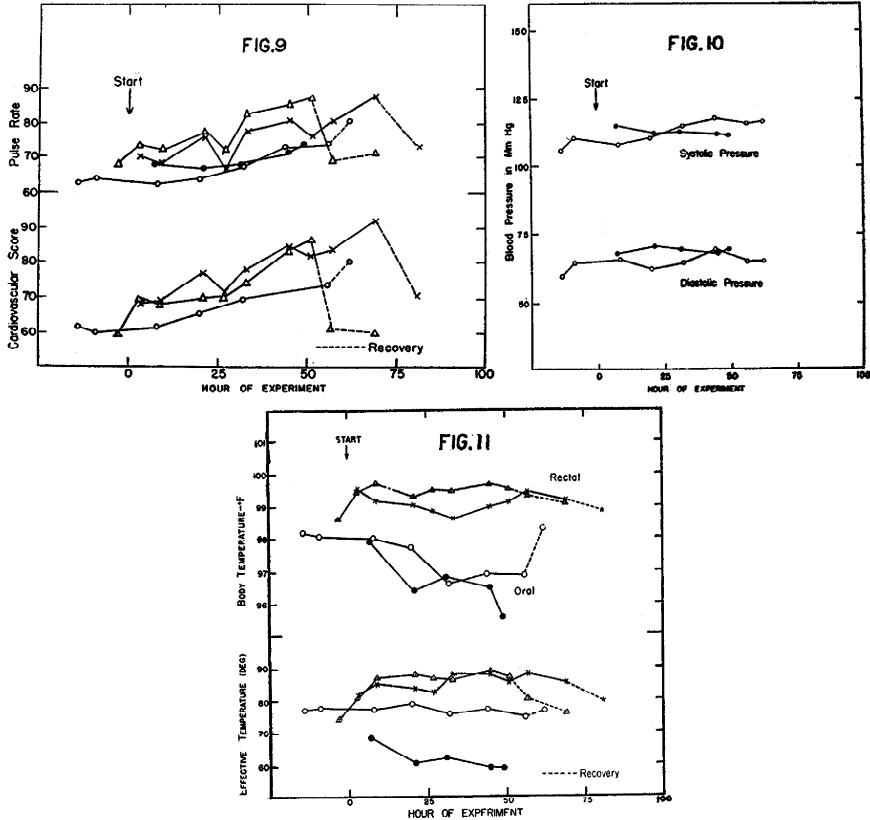 FIG.9
Start
Pulse Rate
90
80
70
60
Cardiovascular Score
90
80
70
60
Recovery
0
25
50
75
100
HOUR OF EXPERIMENT
FIG.10
Start
Blood Pressure in Mm Hg
150
125
100
75
50
Systolic Pressure
Diastolic Pressure
0
25
50
75
100
HOUR OF EXPERIMENT
FIG.11
START
BODY TEMPERATURE-°F
101
100
99
98
97
96
Rectal
Oral
EFFECTIVE TEMPERATURE (DEG)
90
80
70
60
Recovery
0
25
50
75
100
HOUR OF EXPERIMENT